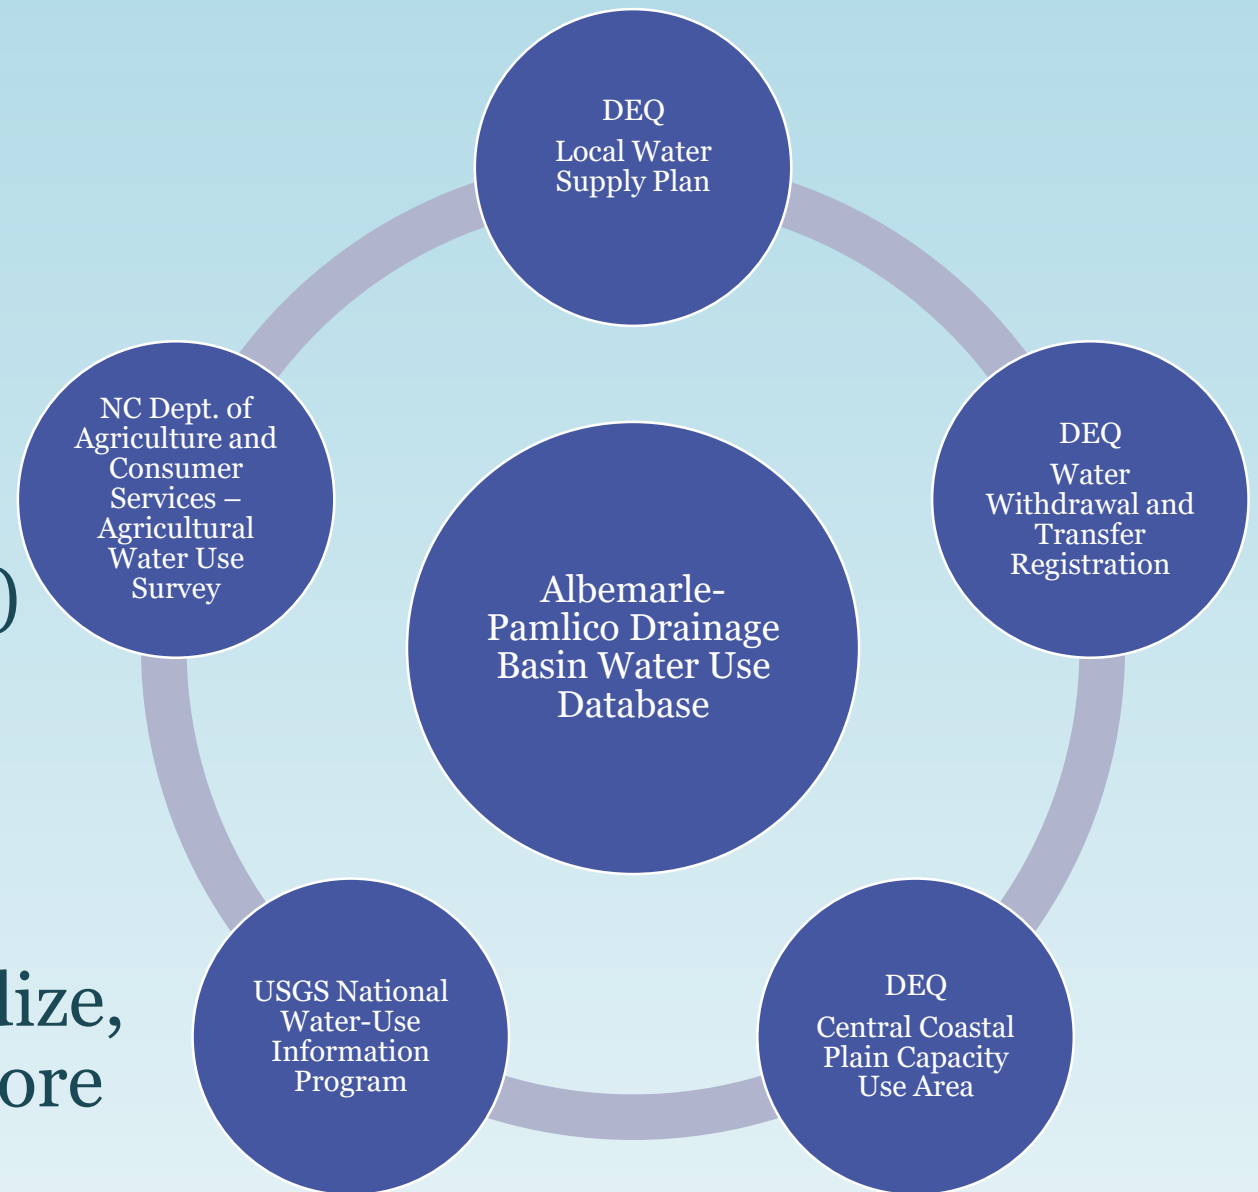 DEQ
Local Water
Supply Plan
NC Dept. of
Agriculture and
Consumer
Services –
Agricultural
Water Use
Survey
DEQ
Water
Withdrawal and
Transfer
Registration
)
Albemarle-
Pamlico Drainage
Basin Water Use
Database
lize,
ore
USGS National
Water-Use
Information
Program
DEQ
Central Coastal
Plain Capacity
Use Area